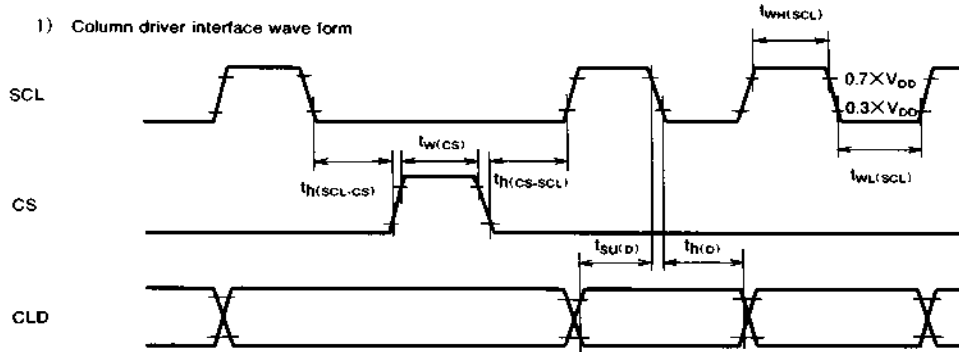 1) Column driver interface wave form
tWH(SCL)
SCL
0.7×VDD
0.3×VDD
tW(CS)
th(SCL-CS)
th(CS-SCL)
tWL(SCL)
CS
tSU(D)
th(D)
CLD